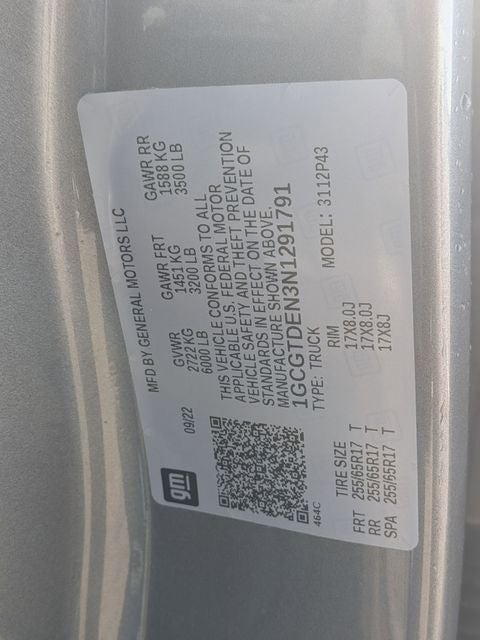 gm
MFD BY GENERAL MOTORS LLC
09/22
GVWR GAWR FRT GAWR RR
2722 KG 1451 KG 1588 KG
6000 LB 3200 LB 3500 LB
THIS VEHICLE CONFORMS TO ALL
APPLICABLE U.S. FEDERAL MOTOR
VEHICLE SAFETY AND THEFT PREVENTION
STANDARDS IN EFFECT ON THE DATE OF
MANUFACTURE SHOWN ABOVE.
1GCGTDEN3N1291791
TYPE: TRUCK MODEL: 3112P43
464C
TIRE SIZE RIM
FRT 255/65R17 T 17X8.0J
RR 255/65R17 T 17X8.0J
SPA 255/65R17 T 17X8J